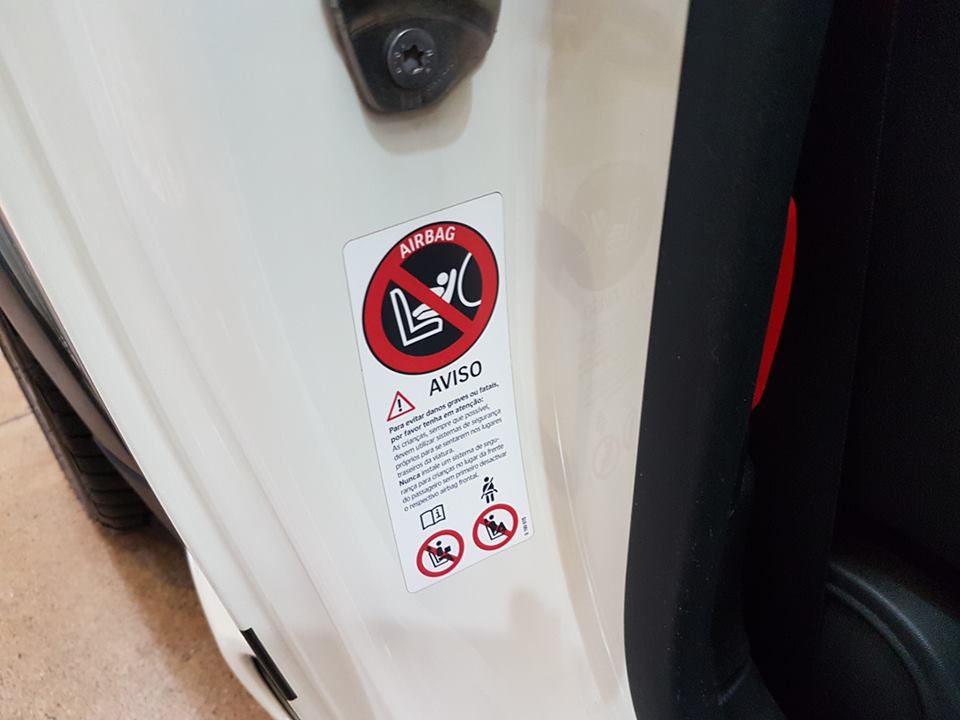 AIRBAG
AVISO
Para evitar danos graves ou fatais,
por favor tenha em atenção:
As crianças, sempre que possível,
devem utilizar sistemas de segurança
próprios para se sentarem nos lugares
traseiros da viatura.
Nunca instale um sistema de segu-
rança para crianças no lugar da frente
do passageiro sem primeiro desactivar
o respectivo airbag frontal.